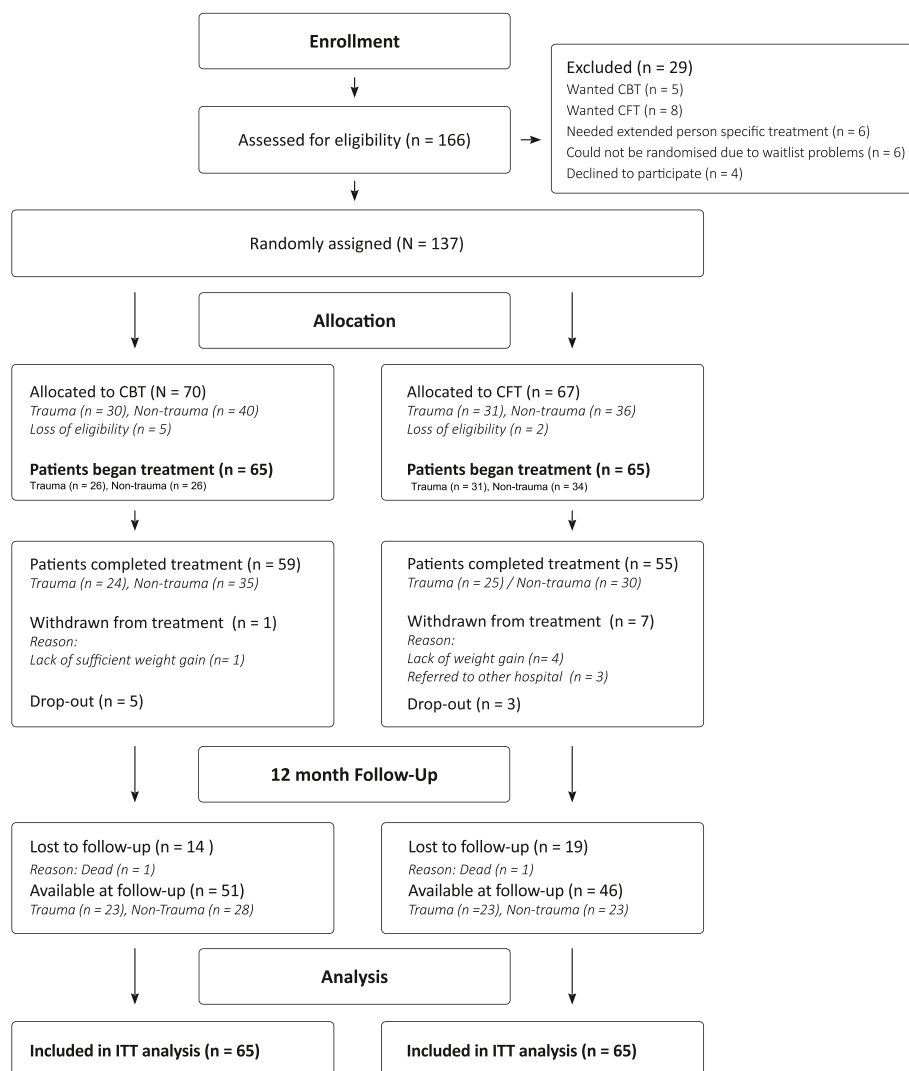 Enrollment
Excluded (n = 29)
Wanted CBT (n = 5)
Wanted CFT (n = 8)
Needed extended person specific treatment (n = 6)
Could not be randomised due to waitlist problems (n = 6)
Declined to participate (n = 4)
Assessed for eligibility (n = 166)
Randomly assigned (N = 137)
Allocation
Allocated to CBT (N = 70)
Trauma (n = 30), Non-trauma (n = 40)
Loss of eligibility (n = 5)
Patients began treatment (n = 65)
Trauma (n = 26), Non-trauma (n = 26)
Allocated to CFT (n = 67)
Trauma (n = 31), Non-trauma (n = 36)
Loss of eligibility (n = 2)
Patients began treatment (n = 65)
Trauma (n = 31), Non-trauma (n = 34)
Patients completed treatment (n = 59)
Trauma (n = 24), Non-trauma (n = 35)
Withdrawn from treatment (n = 1)
Reason:
Lack of sufficient weight gain (n= 1)
Drop-out (n = 5)
Patients completed treatment (n = 55)
Trauma (n = 25) / Non-trauma (n = 30)
Withdrawn from treatment (n = 7)
Reason:
Lack of weight gain (n= 4)
Referred to other hospital (n = 3)
Drop-out (n = 3)
12 month Follow-Up
Lost to follow-up (n = 14 )
Reason: Dead (n = 1)
Available at follow-up (n = 51)
Trauma (n = 23), Non-Trauma (n = 28)
Lost to follow-up (n = 19)
Reason: Dead (n = 1)
Available at follow-up (n = 46)
Trauma (n =23), Non-trauma (n = 23)
Analysis
Included in ITT analysis (n = 65)
Included in ITT analysis (n = 65)